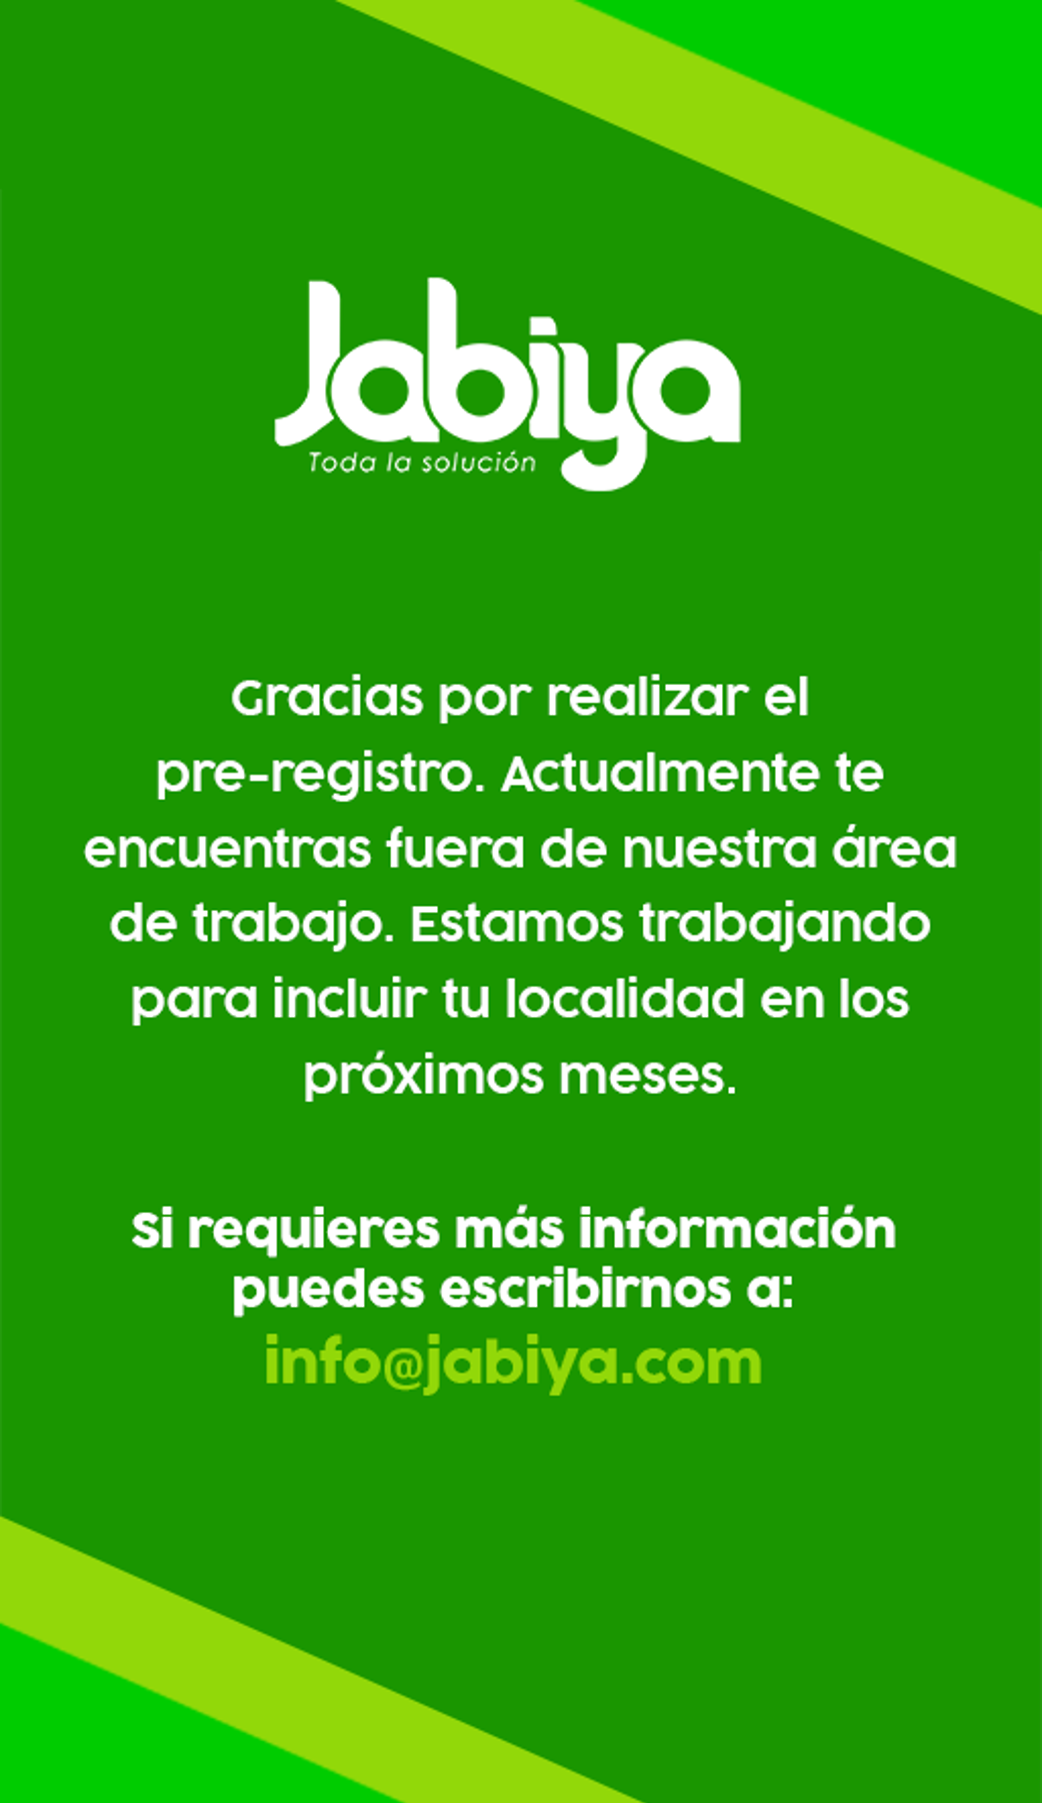 Jabiya
Toda la solución
Gracias por realizar el
pre-registro. Actualmente te
encuentras fuera de nuestra área
de trabajo. Estamos trabajando
para incluir tu localidad en los
próximos meses.
Si requieres más información
puedes escribirnos a:
info@jabiya.com